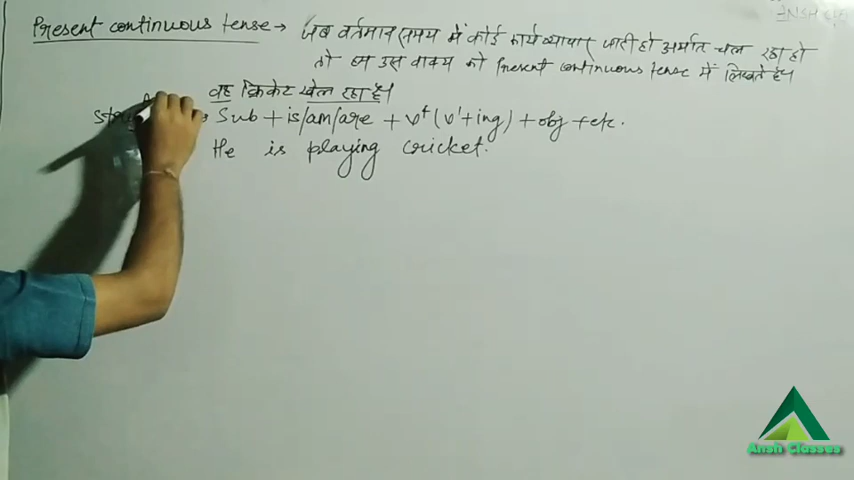 Present continuous tense → जब वर्तमान समय में कोई कार्य व्यापार जारी हो अर्थात चल रहा हो
तो हम उस वाक्य को Present continuous tense में लिखते हैं।
वह क्रिकेट खेल रहा है।
Sub + is/am/are + v⁴ (v¹+ing) + obj + etc.
He is playing cricket.
Ansh Classes